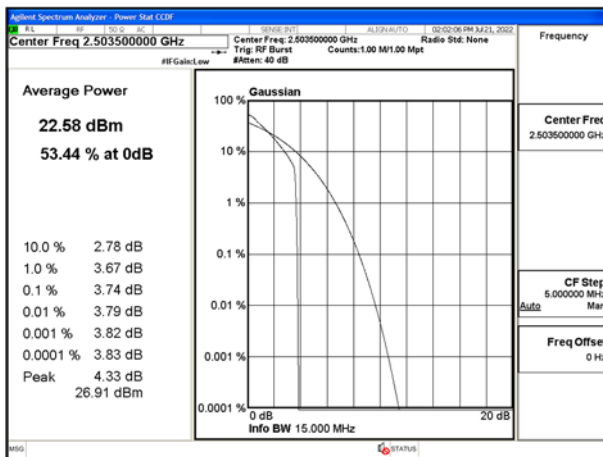 Agilent Spectrum Analyzer - Power Stat CCDF
RL RF 50 Ω AC SENSE:INT ALIGNAUTO 02:02:06 PM Jul 21, 2022
Center Freq 2.503500000 GHz
Center Freq: 2.503500000 GHz Radio Std: None
Trig: RF Burst Counts:1.00 M/1.00 Mpt
#IFGain:Low #Atten: 40 dB
Frequency
Average Power
22.58 dBm
53.44 % at 0dB
10.0 % 2.78 dB
1.0 % 3.67 dB
0.1 % 3.74 dB
0.01 % 3.79 dB
0.001 % 3.82 dB
0.0001 % 3.83 dB
Peak 4.33 dB
26.91 dBm
Gaussian
100 %
10 %
1 %
0.1 %
0.01 %
0.001 %
0.0001 %
0 dB 20 dB
Info BW 15.000 MHz
Center Freq
2.503500000 GHz
CF Step
5.000000 MHz
Auto Man
Freq Offset
0 Hz
MSG STATUS